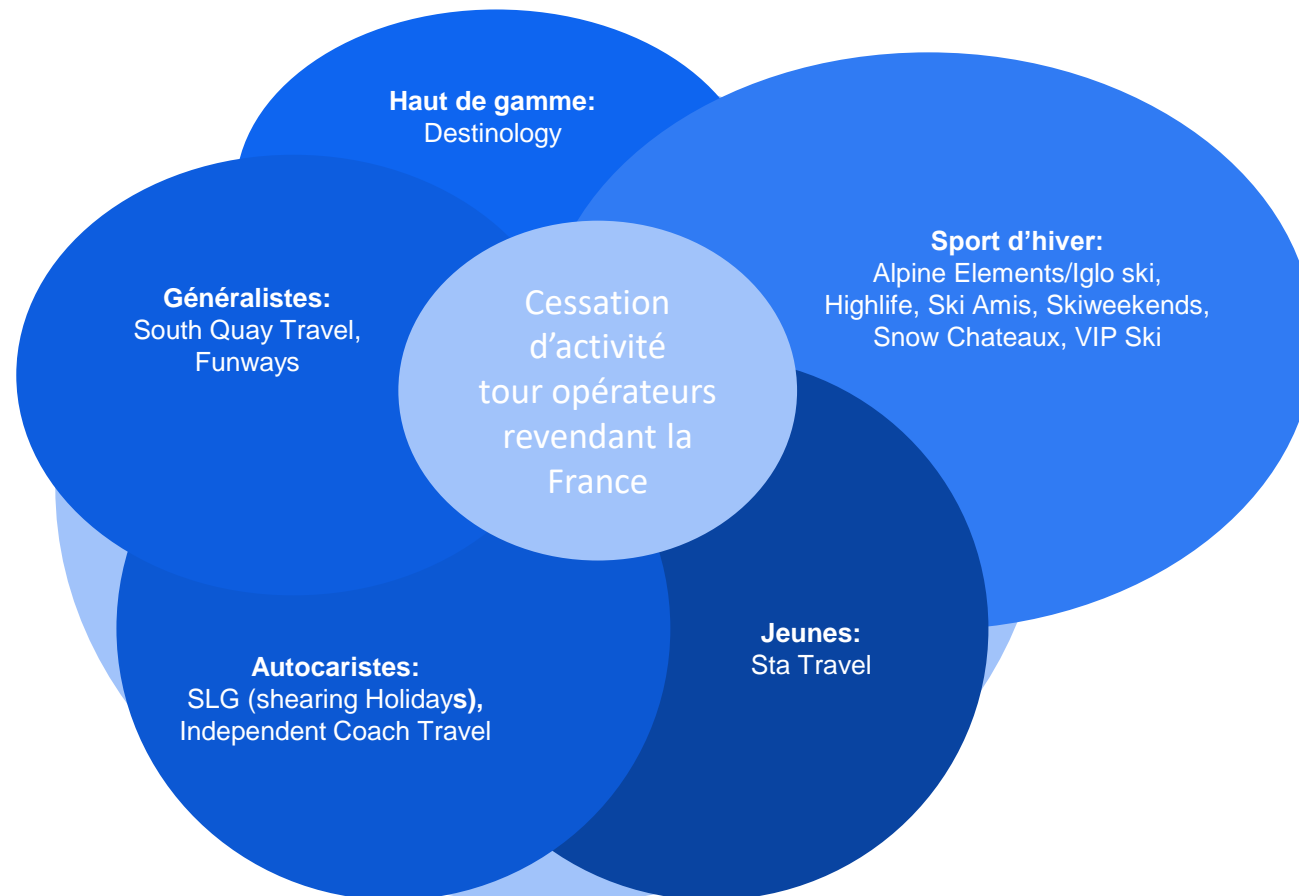 Haut de gamme:
Destinology
Sport d’hiver:
Alpine Elements/Iglo ski,
Highlife, Ski Amis, Skiweekends,
Snow Chateaux, VIP Ski
Généralistes:
South Quay Travel,
Funways
Cessation
d’activité
tour opérateurs
revendant la
France
Jeunes:
Sta Travel
Autocaristes:
SLG (shearing Holidays),
Independent Coach Travel